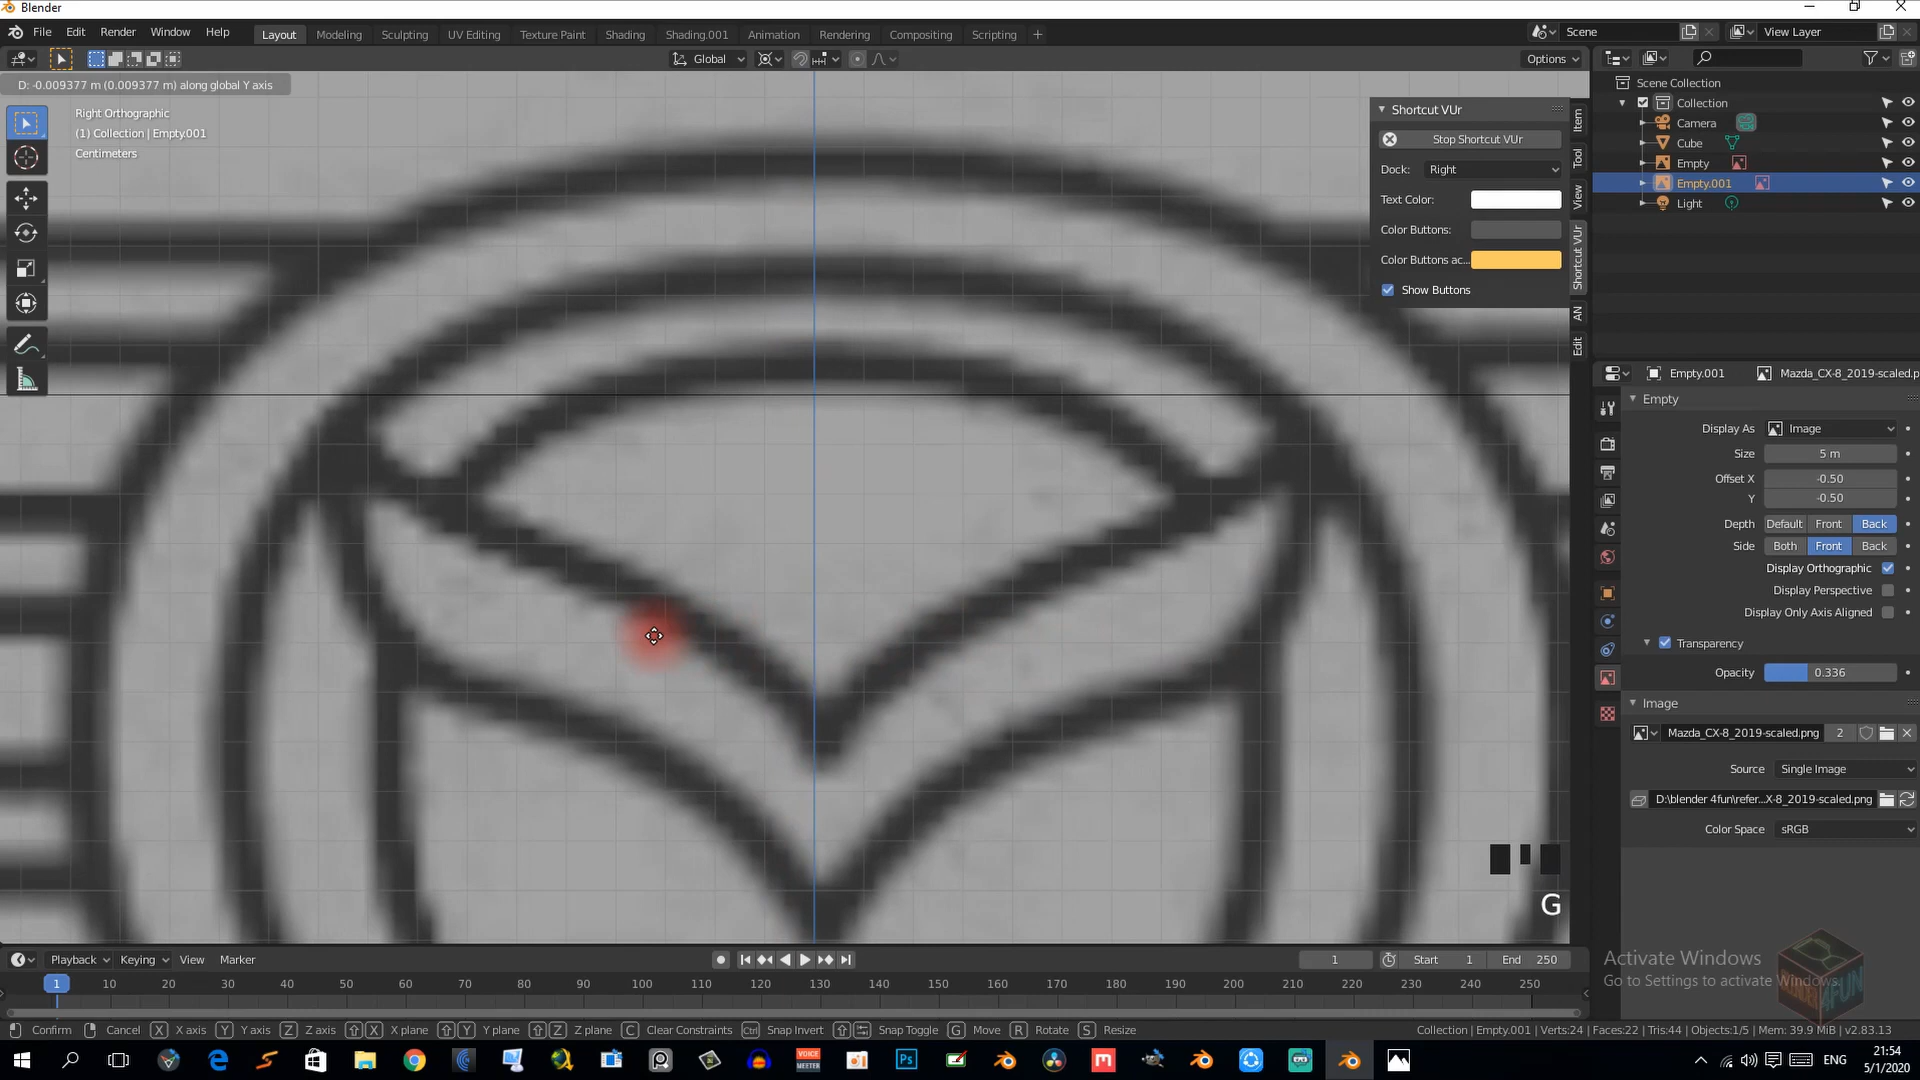 Blender
File Edit Render Window Help
Layout Modeling Sculpting UV Editing Texture Paint Shading Shading.001 Animation Rendering Compositing Scripting +
Scene View Layer
Global
Options
D: -0.009377 m (0.009377 m) along global Y axis
Right Orthographic
(1) Collection | Empty.001
Centimeters
Shortcut VUr
Stop Shortcut VUr
Dock: Right
Text Color:
Color Buttons:
Color Buttons ac...
Show Buttons
Item
Tool
View
Shortcut VUr
AN
Edit
Scene Collection
Collection
Camera
Cube
Empty
Empty.001
Light
Empty.001 Mazda_CX-8_2019-scaled.p
Empty
Display As Image
Size 5 m
Offset X -0.50
Y -0.50
Depth Default Front Back
Side Both Front Back
Display Orthographic
Display Perspective
Display Only Axis Aligned
Transparency
Opacity 0.336
Image
Mazda_CX-8_2019-scaled.png 2
Source Single Image
D:\blender 4fun\refer...X-8_2019-scaled.png
Color Space sRGB
G
Playback Keying View Marker
1 Start 1 End 250
1 10 20 30 40 50 60 70 80 90 100 110 120 130 140 150 160 170 180 190 200 210 220 230 240 250
Activate Windows
Go to Settings to activate Windows.
Confirm Cancel X X axis Y Y axis Z Z axis X X plane Y Y plane Z Z plane C Clear Constraints Ctrl Snap Invert Snap Toggle G Move R Rotate S Resize
Collection | Empty.001 | Verts:24 | Faces:22 | Tris:44 | Objects:1/5 | Mem: 39.9 MiB | v2.83.13
VOICE
MEETER
Ps
ENG
21:54
5/1/2020